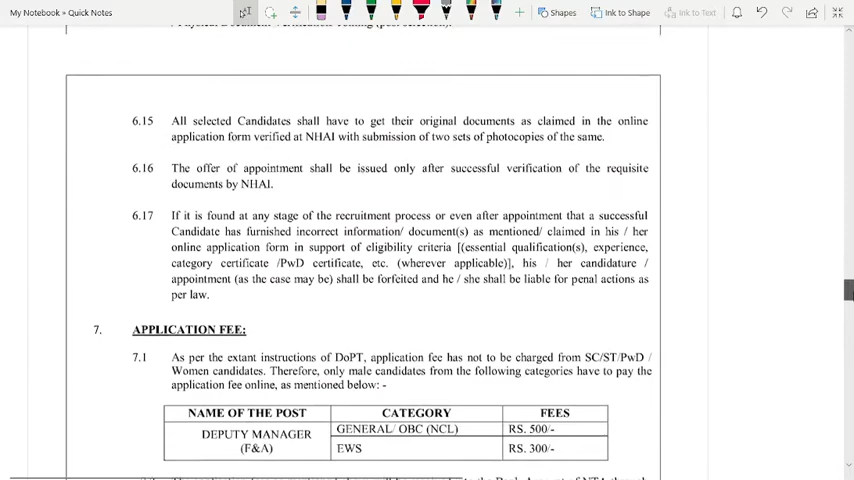 My Notebook » Quick Notes
Shapes
Ink to Shape
Ink to Text
6.15 All selected Candidates shall have to get their original documents as claimed in the online
application form verified at NHAI with submission of two sets of photocopies of the same.
6.16 The offer of appointment shall be issued only after successful verification of the requisite
documents by NHAI.
6.17 If it is found at any stage of the recruitment process or even after appointment that a successful
Candidate has furnished incorrect information/ document(s) as mentioned/ claimed in his / her
online application form in support of eligibility criteria [(essential qualification(s), experience,
category certificate /PwD certificate, etc. (wherever applicable)], his / her candidature /
appointment (as the case may be) shall be forfeited and he / she shall be liable for penal actions as
per law.
7. APPLICATION FEE:
7.1 As per the extant instructions of DoPT, application fee has not to be charged from SC/ST/PwD /
Women candidates. Therefore, only male candidates from the following categories have to pay the
application fee online, as mentioned below: -
NAME OF THE POST CATEGORY FEES
DEPUTY MANAGER GENERAL/ OBC (NCL) RS. 500/-
(F&A) EWS RS. 300/-